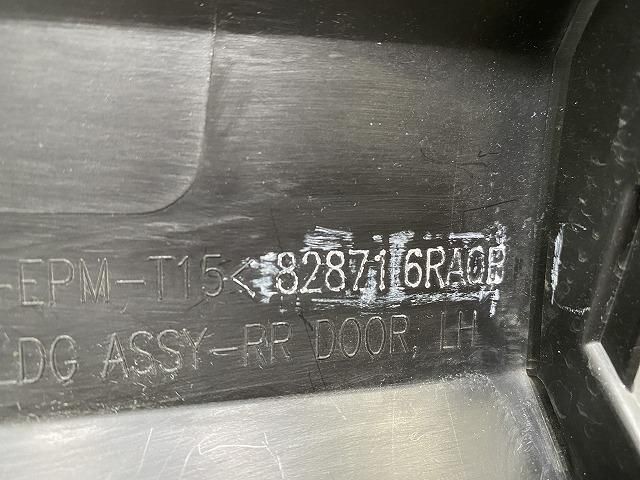 -EPM-T15< 82871 6RA0B
LDG ASSY-RR DOOR, LH